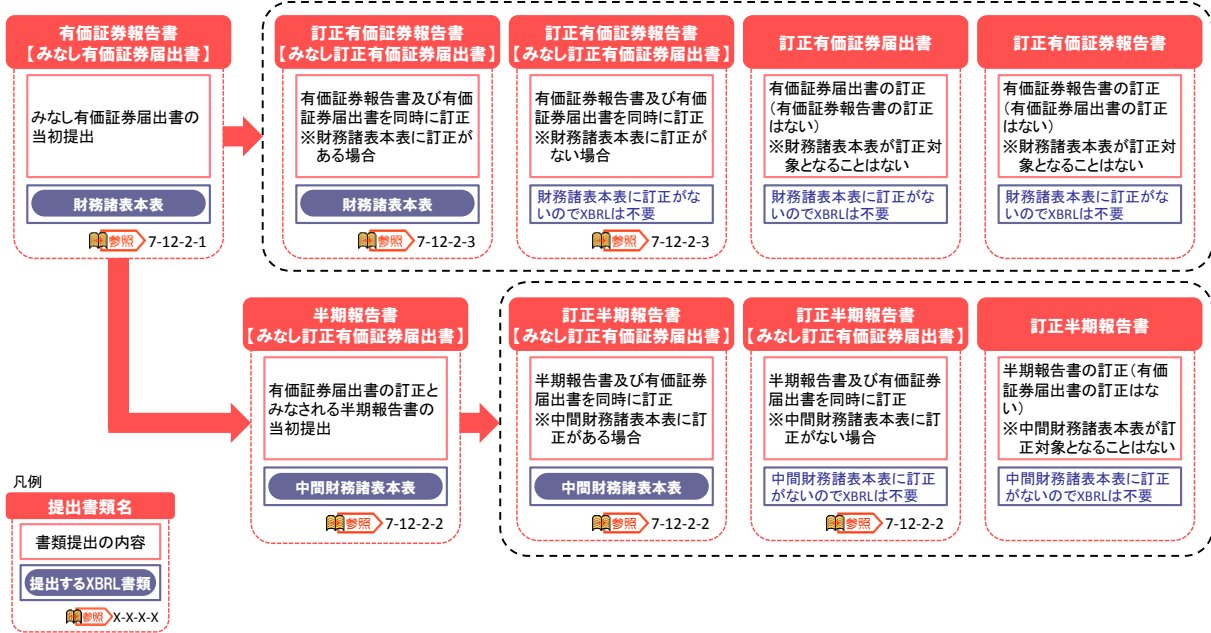 有価証券報告書
【みなし有価証券届出書】
みなし有価証券届出書の
当初提出
財務諸表本表
参照 7-12-2-1
訂正有価証券報告書
【みなし訂正有価証券届出書】
有価証券報告書及び有価
証券届出書を同時に訂正
※財務諸表本表に訂正が
ある場合
財務諸表本表
参照 7-12-2-3
訂正有価証券報告書
【みなし訂正有価証券届出書】
有価証券報告書及び有価
証券届出書を同時に訂正
※財務諸表本表に訂正が
ない場合
財務諸表本表に訂正がな
いのでXBRLは不要
参照 7-12-2-3
訂正有価証券届出書
有価証券届出書の訂正
(有価証券報告書の訂正
はない)
※財務諸表本表が訂正対
象となることはない
財務諸表本表に訂正がな
いのでXBRLは不要
訂正有価証券報告書
有価証券報告書の訂正
(有価証券届出書の訂正
はない)
※財務諸表本表が訂正対
象となることはない
財務諸表本表に訂正がな
いのでXBRLは不要
半期報告書
【みなし訂正有価証券届出書】
有価証券届出書の訂正と
みなされる半期報告書の
当初提出
中間財務諸表本表
参照 7-12-2-2
訂正半期報告書
【みなし訂正有価証券届出書】
半期報告書及び有価証券
届出書を同時に訂正
※中間財務諸表本表に訂
正がある場合
中間財務諸表本表
参照 7-12-2-2
訂正半期報告書
【みなし訂正有価証券届出書】
半期報告書及び有価証券
届出書を同時に訂正
※中間財務諸表本表に訂
正がない場合
中間財務諸表本表に訂正
がないのでXBRLは不要
参照 7-12-2-2
訂正半期報告書
半期報告書の訂正(有価
証券届出書の訂正はな
い)
※中間財務諸表本表が訂
正対象となることはない
中間財務諸表本表に訂正
がないのでXBRLは不要
凡例
提出書類名
書類提出の内容
提出するXBRL書類
参照 X-X-X-X